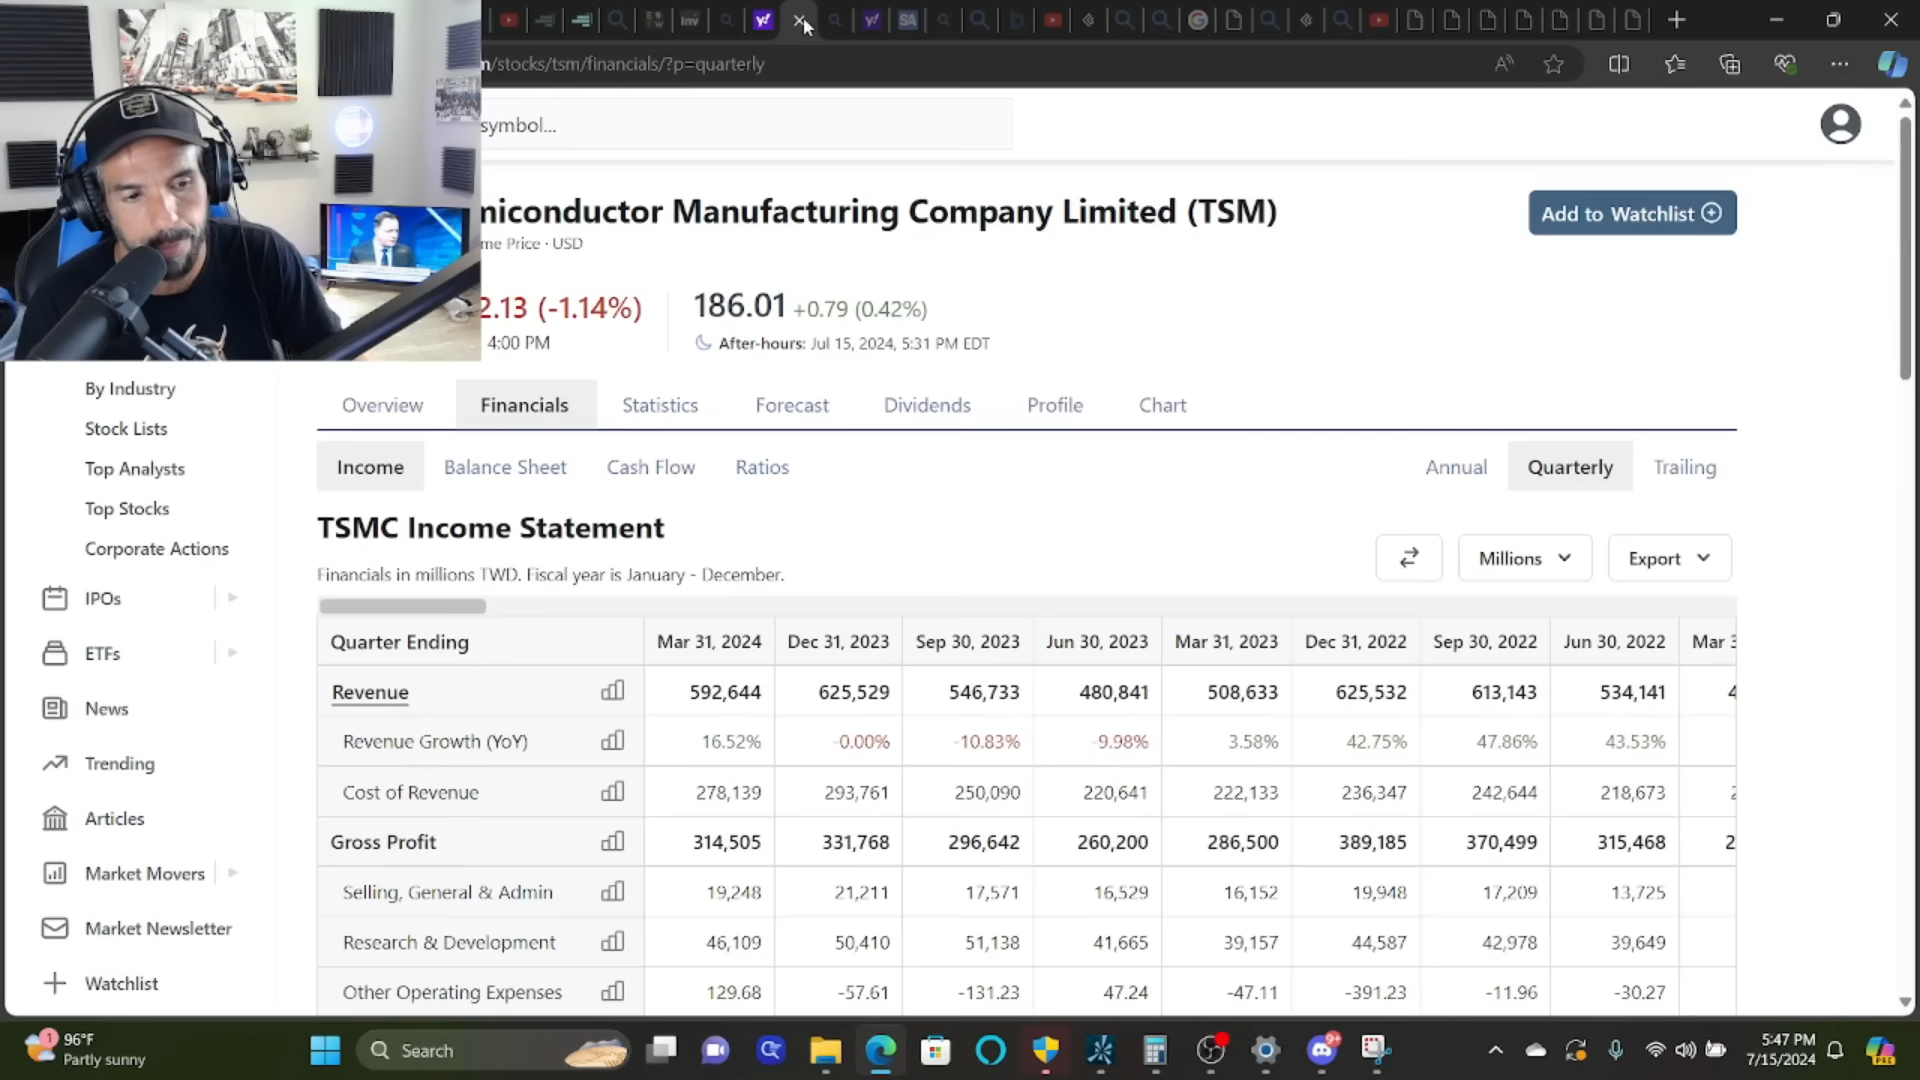 m/stocks/tsm/financials/?p=quarterly
symbol...
miconductor Manufacturing Company Limited (TSM)
Add to Watchlist
me Price · USD
2.13 (-1.14%)
186.01 +0.79 (0.42%)
4:00 PM
After-hours: Jul 15, 2024, 5:31 PM EDT
By Industry
Stock Lists
Top Analysts
Top Stocks
Corporate Actions
IPOs
ETFs
News
Trending
Articles
Market Movers
Market Newsletter
Watchlist
Overview Financials Statistics Forecast Dividends Profile Chart
Income Balance Sheet Cash Flow Ratios Annual Quarterly Trailing
TSMC Income Statement
Millions Export
Financials in millions TWD. Fiscal year is January - December.
Quarter Ending Mar 31, 2024 Dec 31, 2023 Sep 30, 2023 Jun 30, 2023 Mar 31, 2023 Dec 31, 2022 Sep 30, 2022 Jun 30, 2022 Mar 3
Revenue 592,644 625,529 546,733 480,841 508,633 625,532 613,143 534,141 4
Revenue Growth (YoY) 16.52% -0.00% -10.83% -9.98% 3.58% 42.75% 47.86% 43.53%
Cost of Revenue 278,139 293,761 250,090 220,641 222,133 236,347 242,644 218,673 2
Gross Profit 314,505 331,768 296,642 260,200 286,500 389,185 370,499 315,468 2
Selling, General & Admin 19,248 21,211 17,571 16,529 16,152 19,948 17,209 13,725
Research & Development 46,109 50,410 51,138 41,665 39,157 44,587 42,978 39,649
Other Operating Expenses 129.68 -57.61 -131.23 47.24 -47.11 -391.23 -11.96 -30.27
1
96°F
Partly sunny
Search
9+
5:47 PM
7/15/2024
PRE
y!
Inv
y!
SA